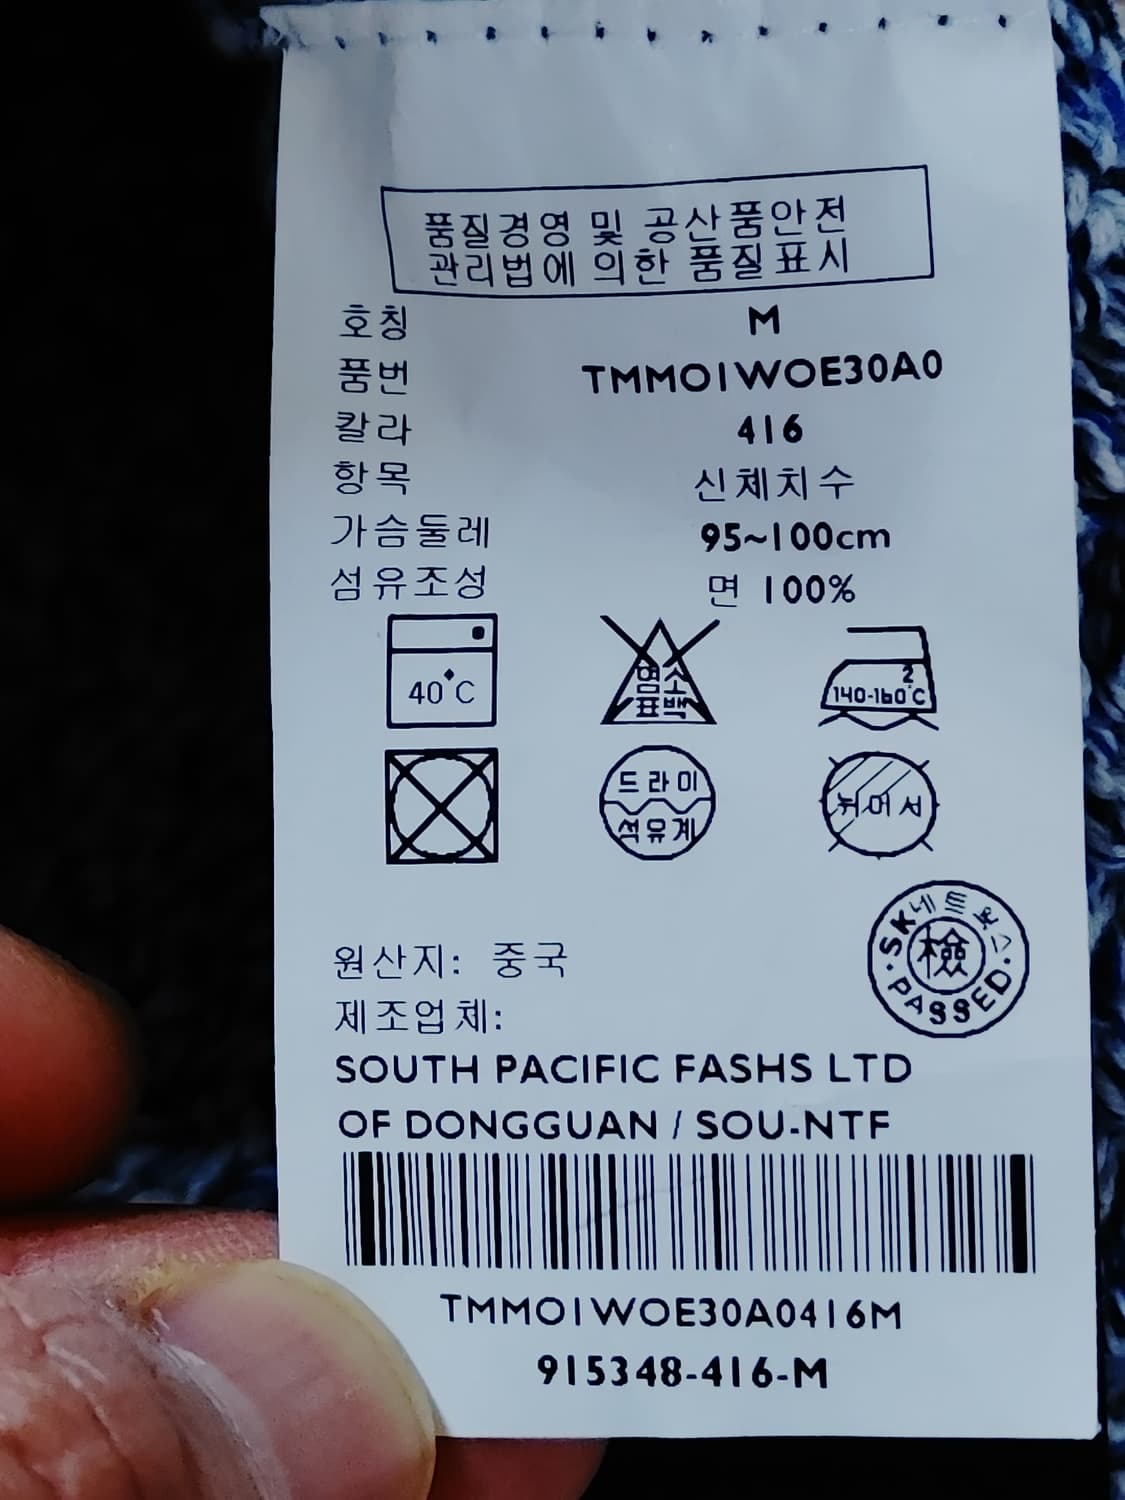 품질경영 및 공산품안전
관리법에 의한 품질표시
호칭 M
품번 TMMO1WOE30A0
칼라 416
항목 신체치수
가슴둘레 95~100cm
섬유조성 면 100%
40°C
염소
표백
2
140-160°C
드라이
석유계
뉘어서
SK네트웍스
檢
PASSED
원산지: 중국
제조업체:
SOUTH PACIFIC FASHS LTD
OF DONGGUAN / SOU-NTF
TMMO1WOE30A0416M
915348-416-M